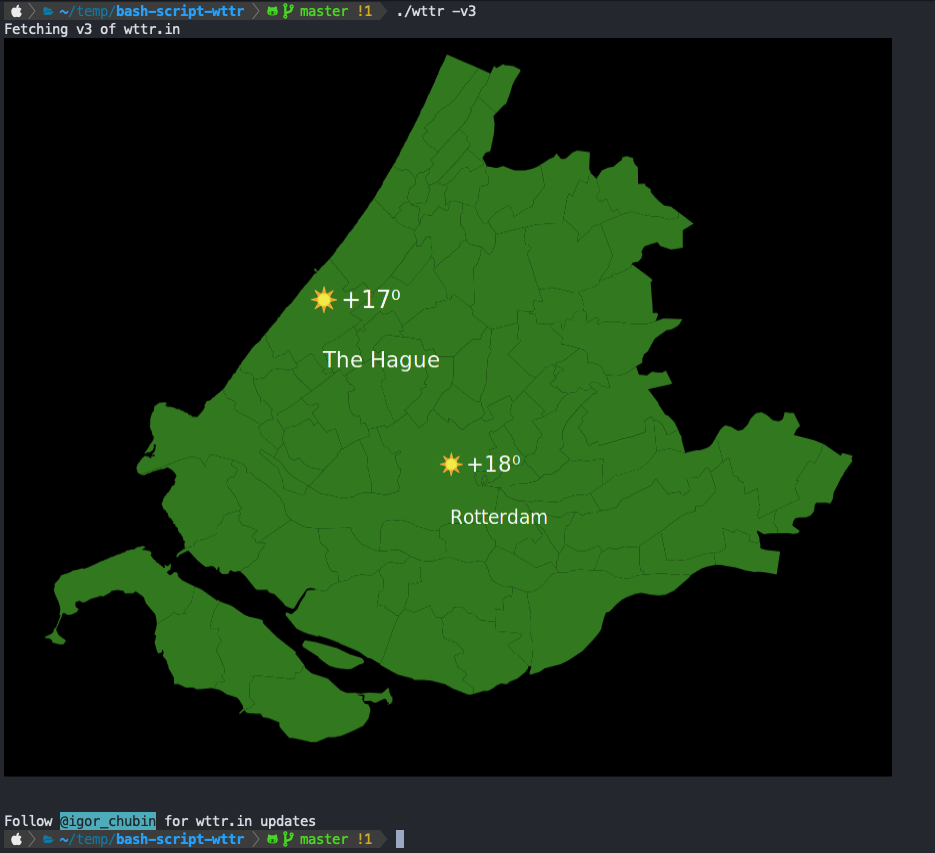 ~/temp/bash-script-wttr master !1 ./wttr -v3
Fetching v3 of wttr.in
+17⁰
The Hague
+18⁰
Rotterdam
Follow @igor_chubin for wttr.in updates
~/temp/bash-script-wttr master !1